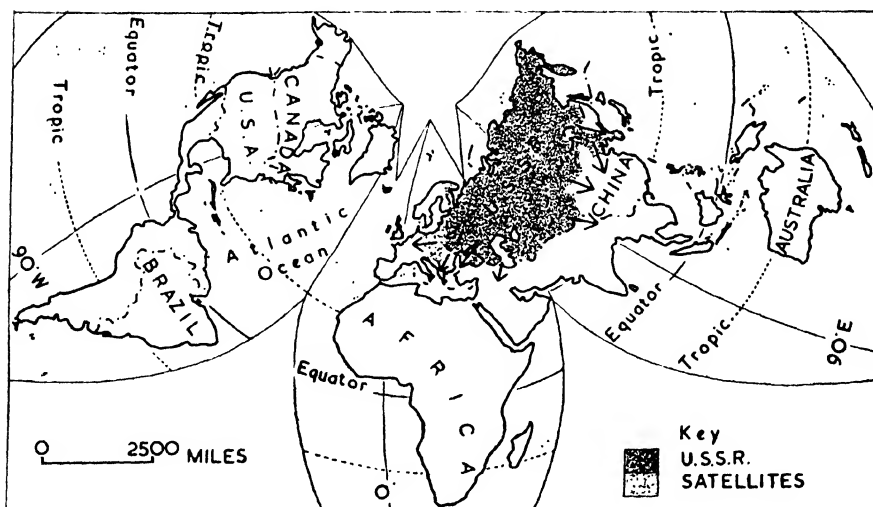 Tropic
Equator
Tropic
CANADA
U.S.A.
Atlantic
Ocean
90°W
BRAZIL
AFRICA
Equator
0°
CHINA
Tropic
AUSTRALIA
Equator
Tropic
90°E
0 2500 MILES
Key
U.S.S.R.
SATELLITES